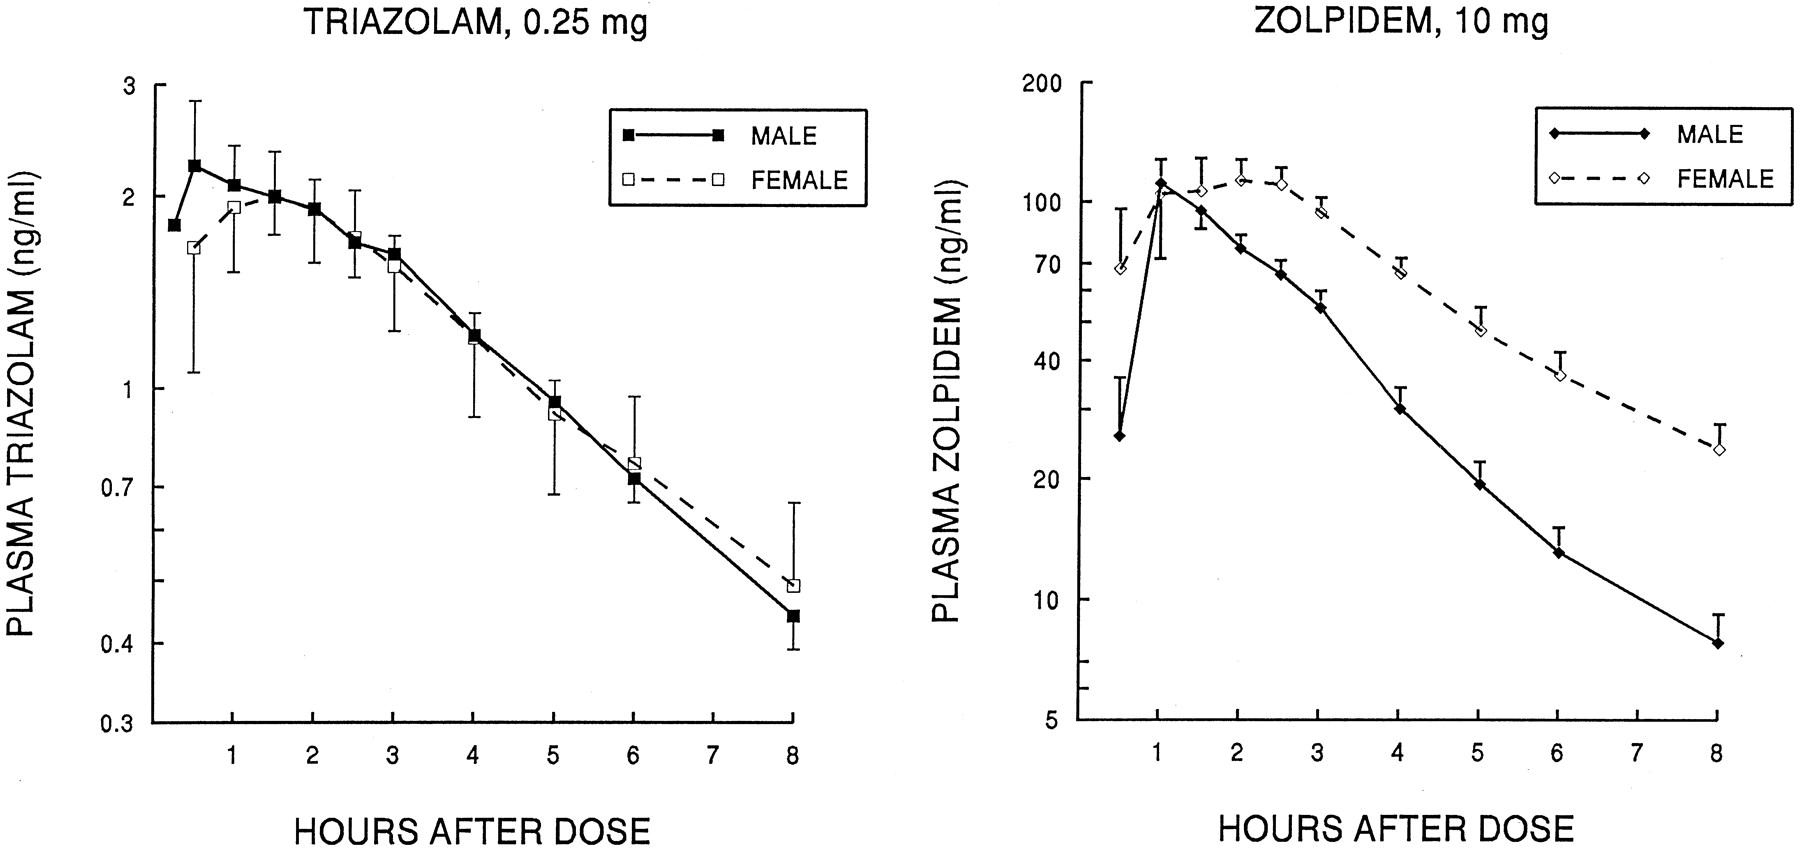 TRIAZOLAM, 0.25 mg
3
2
1
0.7
0.4
0.3
PLASMA TRIAZOLAM (ng/ml)
MALE
FEMALE
1 2 3 4 5 6 7 8
HOURS AFTER DOSE
ZOLPIDEM, 10 mg
200
100
70
40
20
10
5
PLASMA ZOLPIDEM (ng/ml)
MALE
FEMALE
1 2 3 4 5 6 7 8
HOURS AFTER DOSE